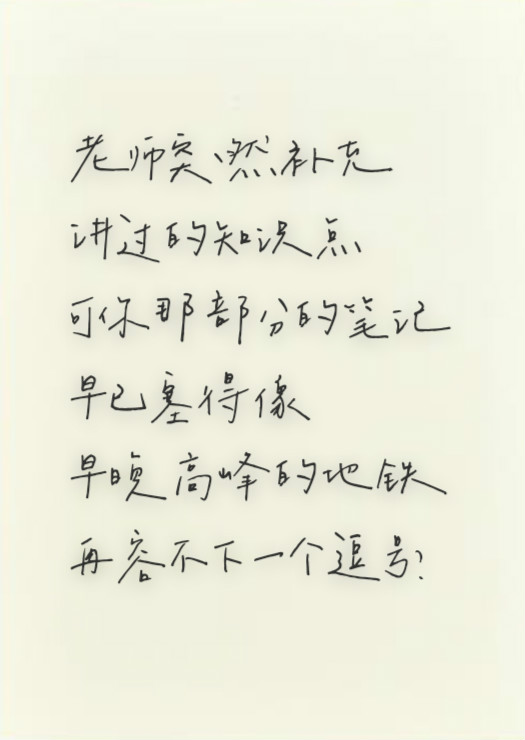 老师突然补充
讲过的知识点
可你那部分的笔记
早已塞得像
早晚高峰的地铁
再容不下一个逗号?